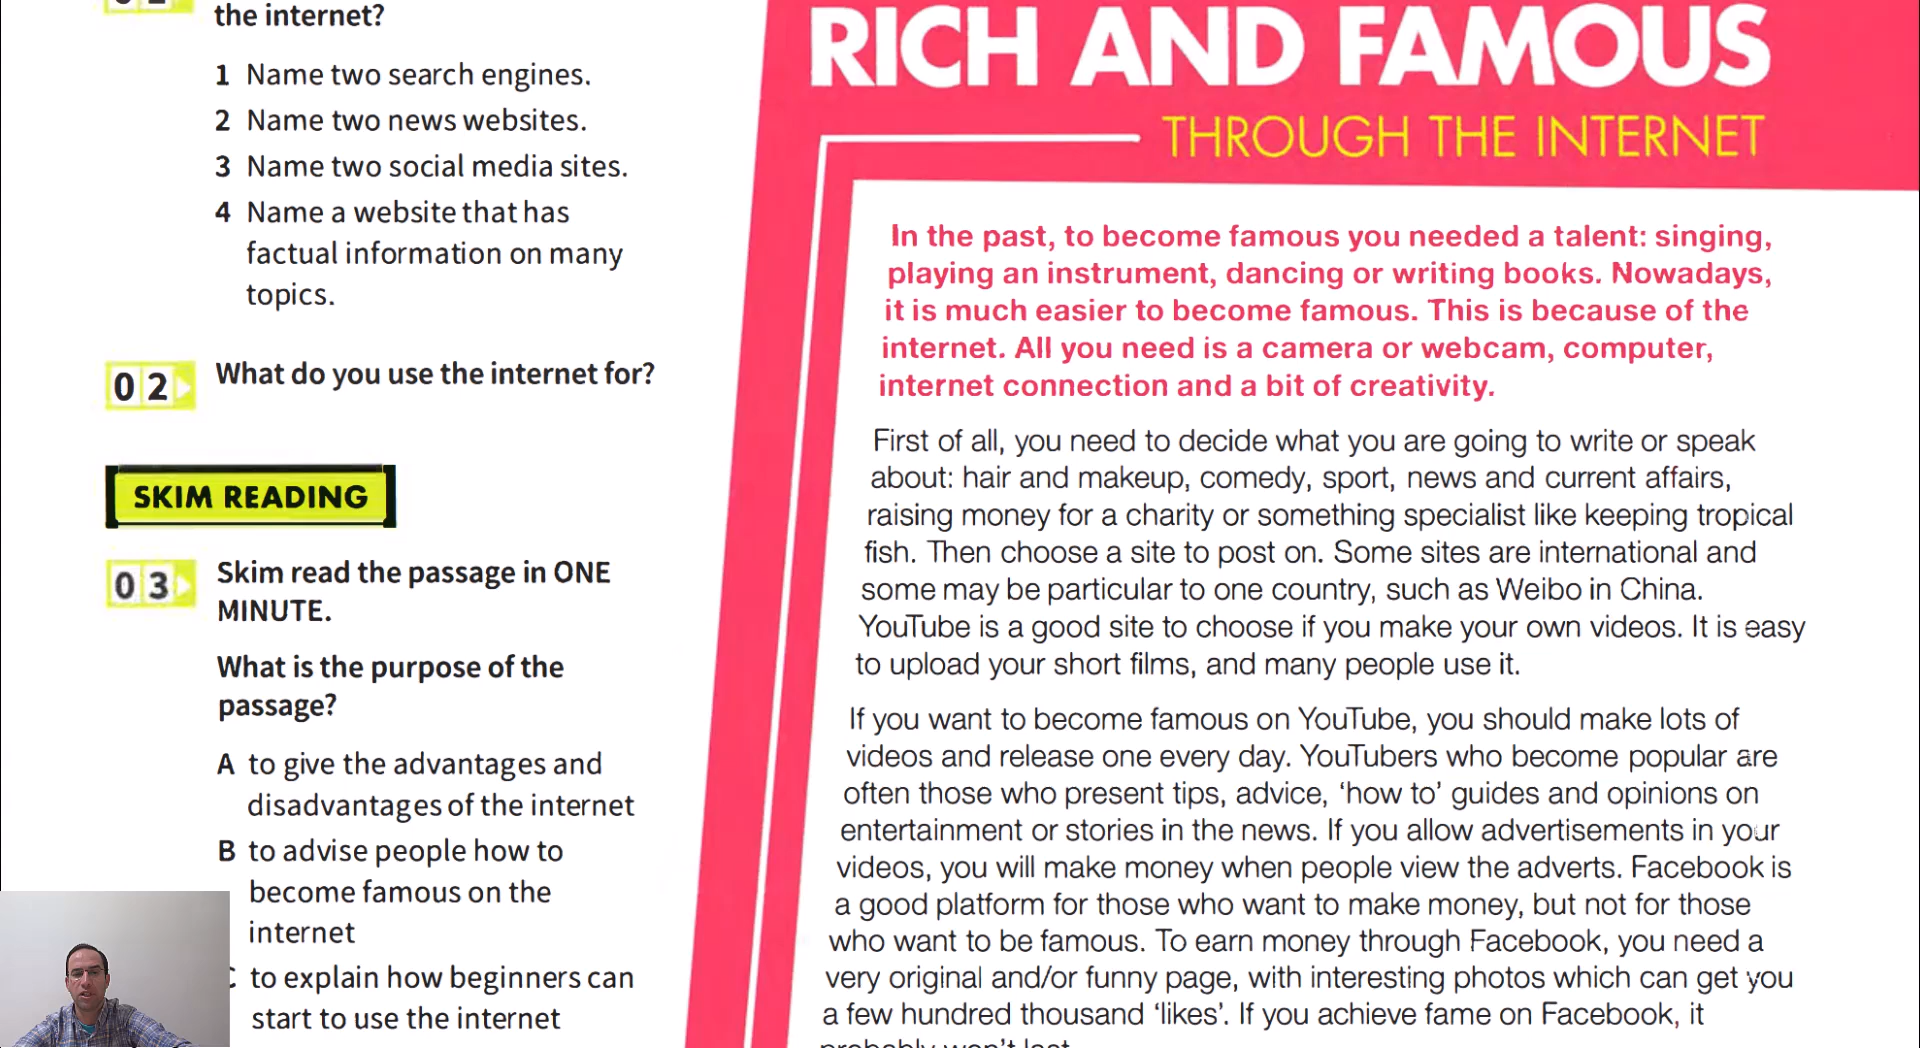 the internet?
1 Name two search engines.
2 Name two news websites.
3 Name two social media sites.
4 Name a website that has
factual information on many
topics.
02 What do you use the internet for?
SKIM READING
03 Skim read the passage in ONE
MINUTE.
What is the purpose of the
passage?
A to give the advantages and
disadvantages of the internet
B to advise people how to
become famous on the
internet
C to explain how beginners can
start to use the internet
RICH AND FAMOUS
THROUGH THE INTERNET
In the past, to become famous you needed a talent: singing,
playing an instrument, dancing or writing books. Nowadays,
it is much easier to become famous. This is because of the
internet. All you need is a camera or webcam, computer,
internet connection and a bit of creativity.
First of all, you need to decide what you are going to write or speak
about: hair and makeup, comedy, sport, news and current affairs,
raising money for a charity or something specialist like keeping tropical
fish. Then choose a site to post on. Some sites are international and
some may be particular to one country, such as Weibo in China.
YouTube is a good site to choose if you make your own videos. It is easy
to upload your short films, and many people use it.
If you want to become famous on YouTube, you should make lots of
videos and release one every day. YouTubers who become popular are
often those who present tips, advice, 'how to' guides and opinions on
entertainment or stories in the news. If you allow advertisements in your
videos, you will make money when people view the adverts. Facebook is
a good platform for those who want to make money, but not for those
who want to be famous. To earn money through Facebook, you need a
very original and/or funny page, with interesting photos which can get you
a few hundred thousand 'likes'. If you achieve fame on Facebook, it
probably won't last